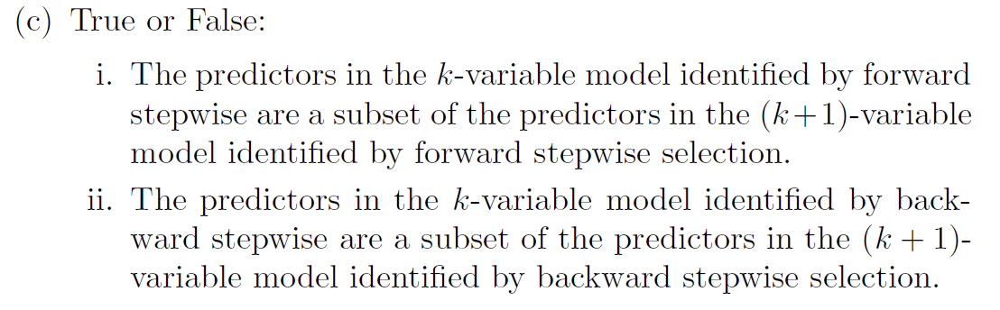 (c) True or False:
i. The predictors in the k-variable model identified by forward
stepwise are a subset of the predictors in the (k+1)-variable
model identified by forward stepwise selection.
ii. The predictors in the k-variable model identified by back-
ward stepwise are a subset of the predictors in the (k + 1)-
variable model identified by backward stepwise selection.